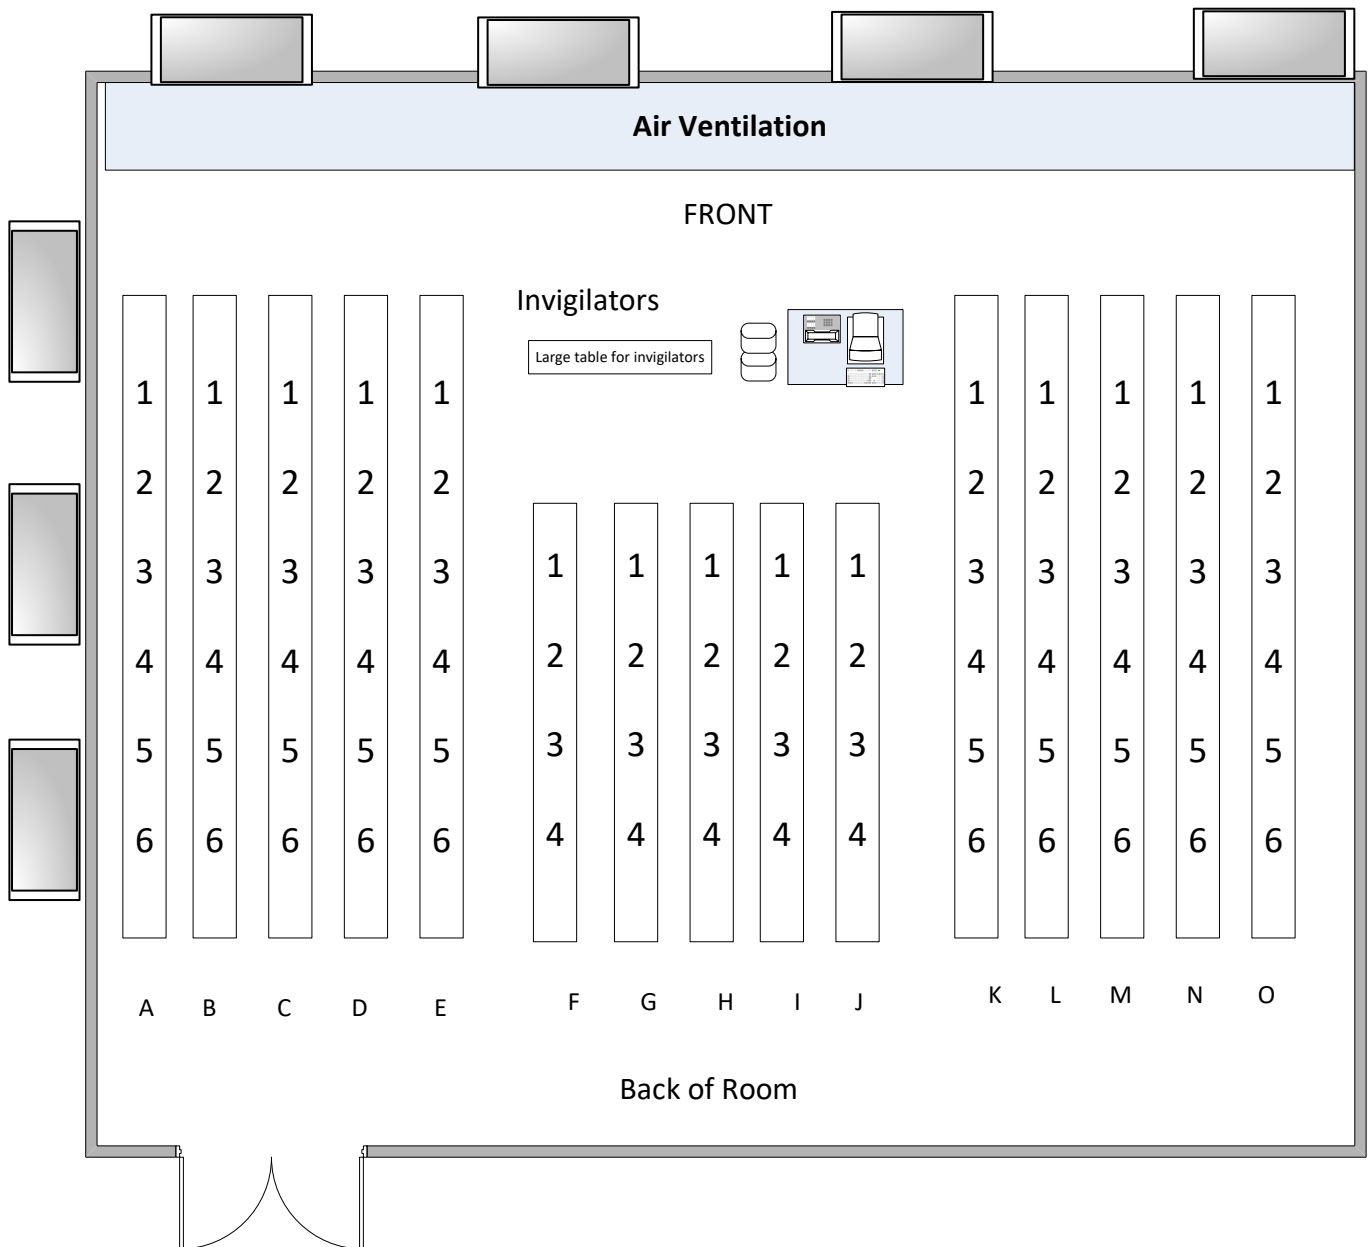 Air Ventilation
FRONT
Invigilators
Large table for invigilators
1 1 1 1 1 1 1 1 1 1
2 2 2 2 2 2 2 2 2 2
3 3 3 3 3 1 1 1 1 1 3 3 3 3 3
4 4 4 4 4 2 2 2 2 2 4 4 4 4 4
5 5 5 5 5 3 3 3 3 3 5 5 5 5 5
6 6 6 6 6 4 4 4 4 4 6 6 6 6 6
A B C D E F G H I J K L M N O
Back of Room